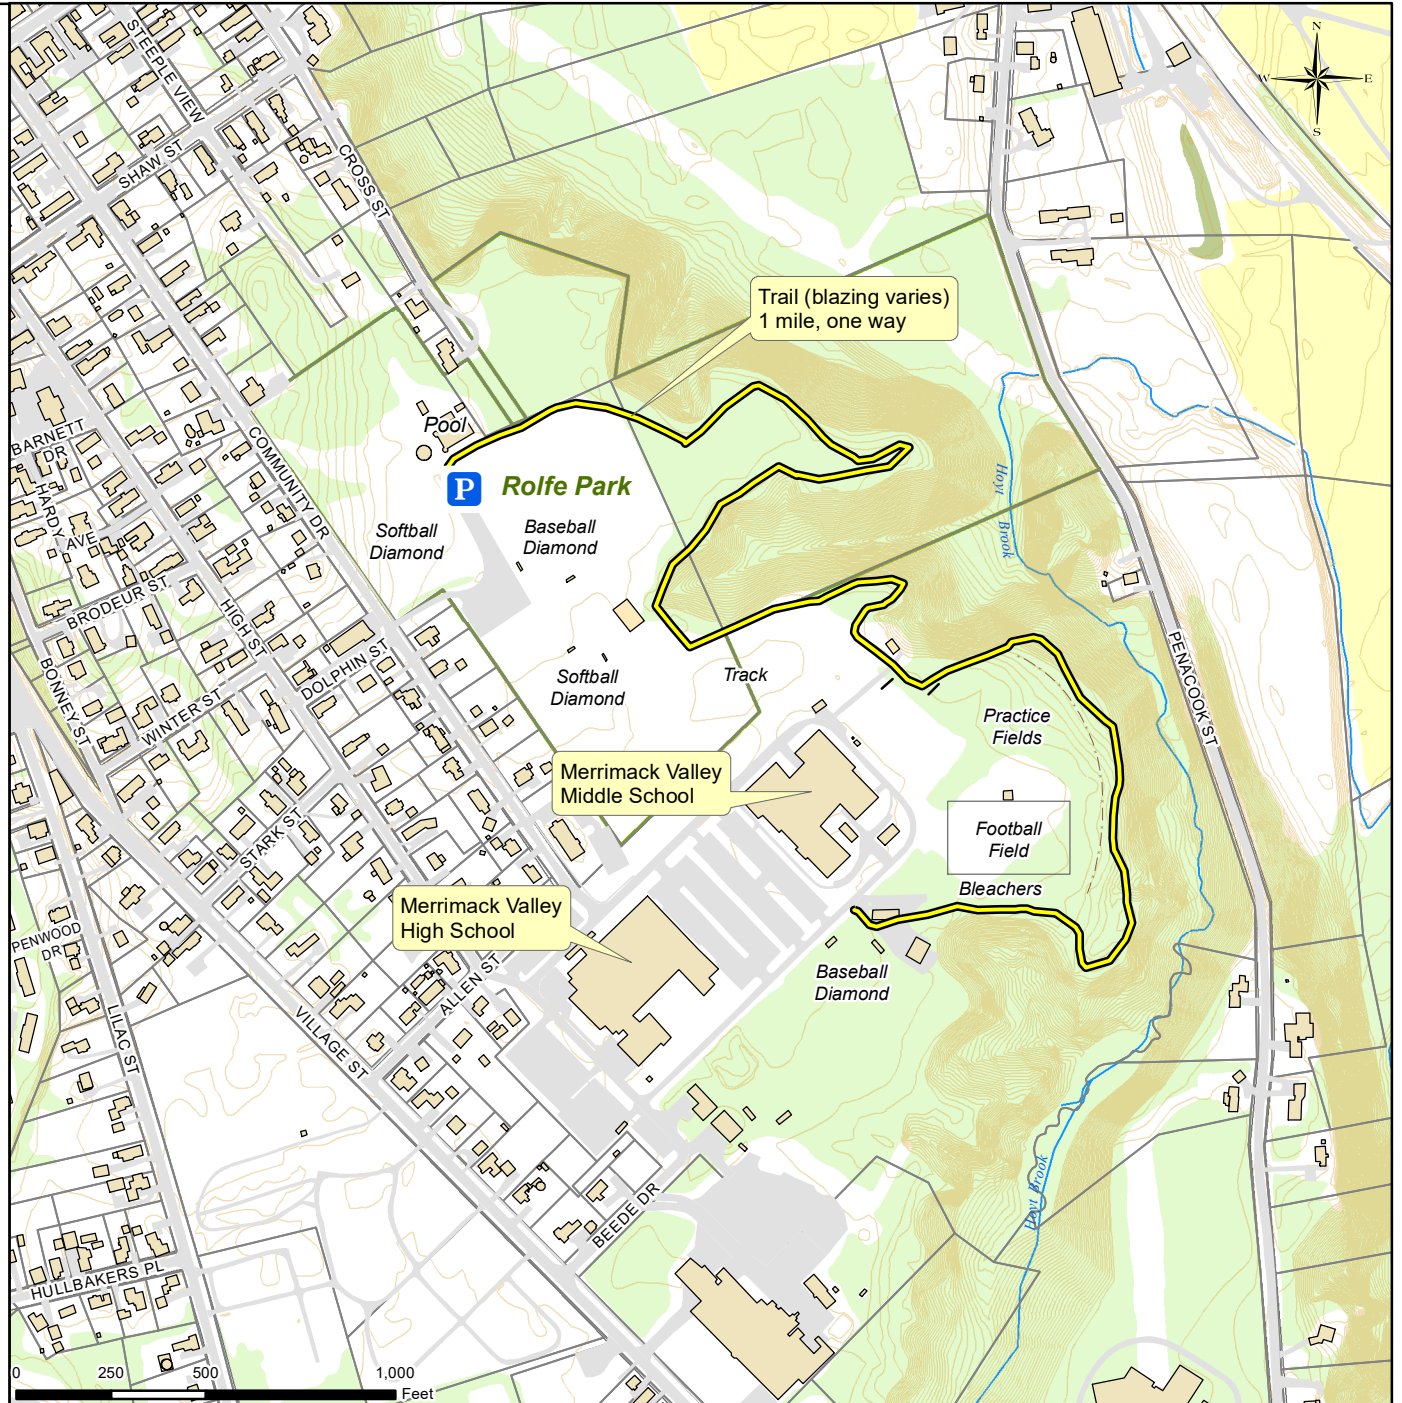 STEEPLE VIEW
SHAW ST
CROSS ST
N
W
E
S
Trail (blazing varies)
1 mile, one way
Pool
P
Rolfe Park
Softball
Diamond
Baseball
Diamond
BARNETT
DR
HARDY
AVE
COMMUNITY DR
BRODEUR ST
HIGH ST
BONNEY ST
WINTER ST
DOLPHIN ST
Hoyt Brook
PENACOOK ST
Softball
Diamond
Track
Practice
Fields
Merrimack Valley
Middle School
STARK ST
Football
Field
Bleachers
Merrimack Valley
High School
PENWOOD
DR
ALLEN ST
Baseball
Diamond
LILAC ST
VILLAGE ST
Hoyt Brook
BEEDE DR
HULLBAKERS PL
0 250 500 1,000
Feet